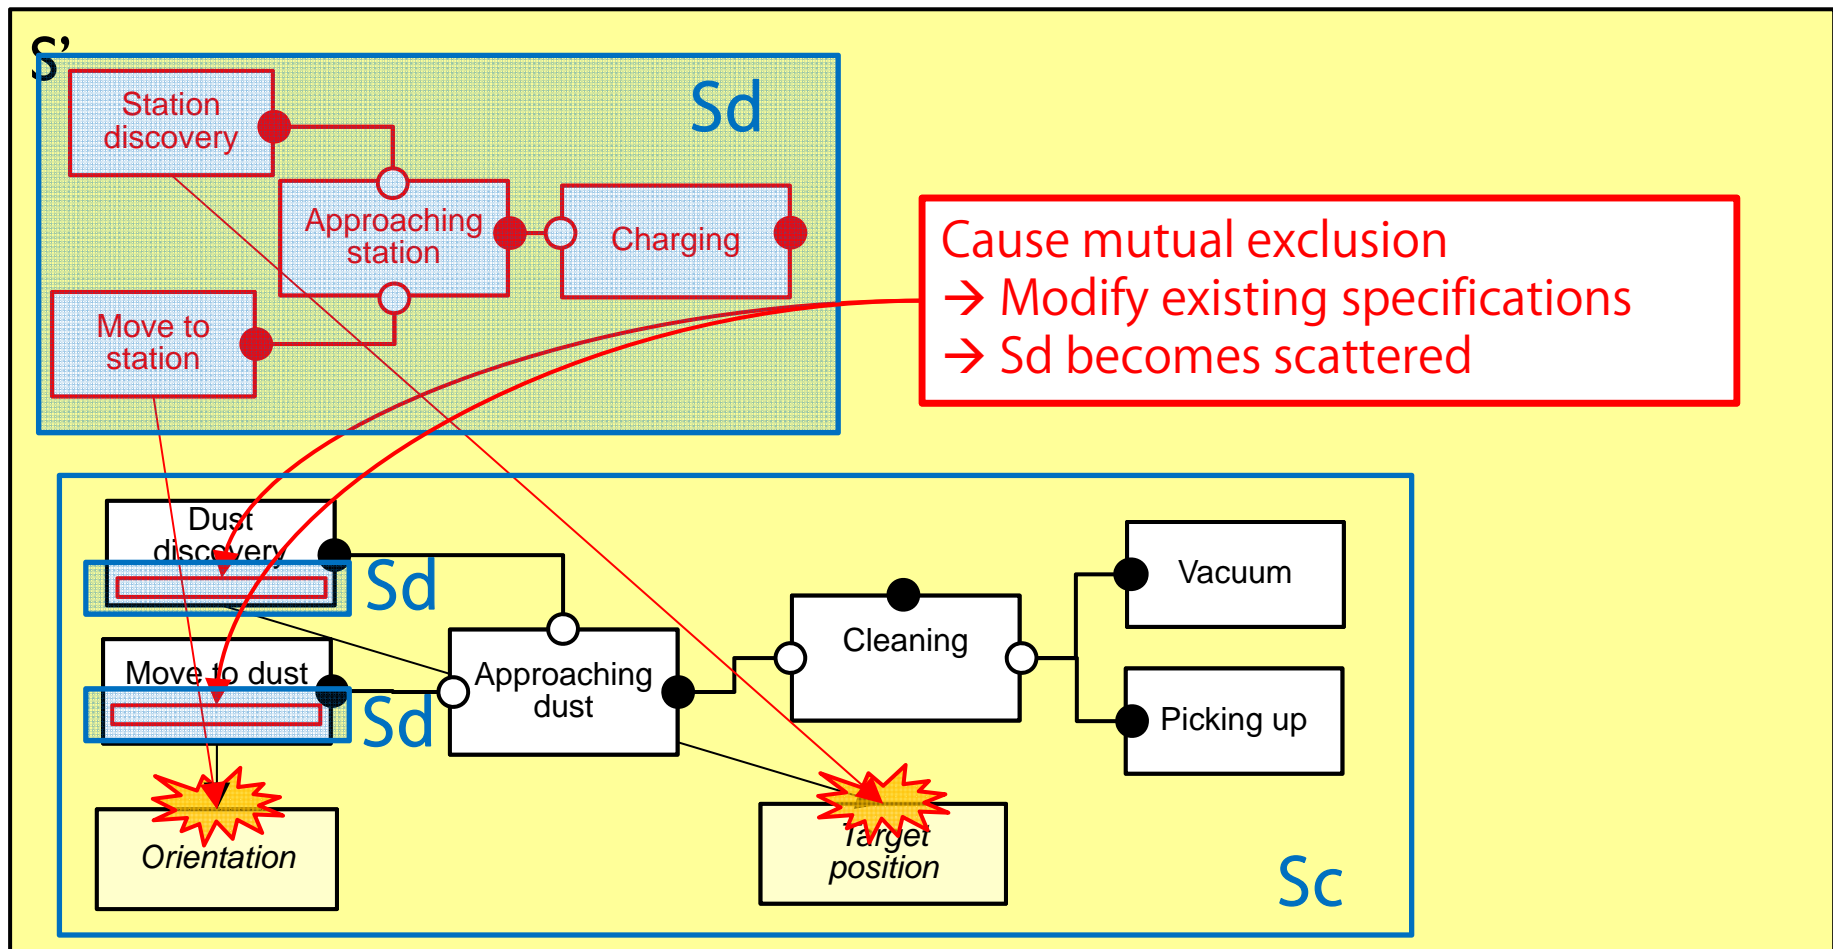 S’
Sd
Station
discovery
Approaching
station
Charging
Move to
station
Cause mutual exclusion
→ Modify existing specifications
→ Sd becomes scattered
Dust
discovery
Sd
Move to dust
Sd
Approaching
dust
Cleaning
Vacuum
Picking up
Orientation
Target
position
Sc